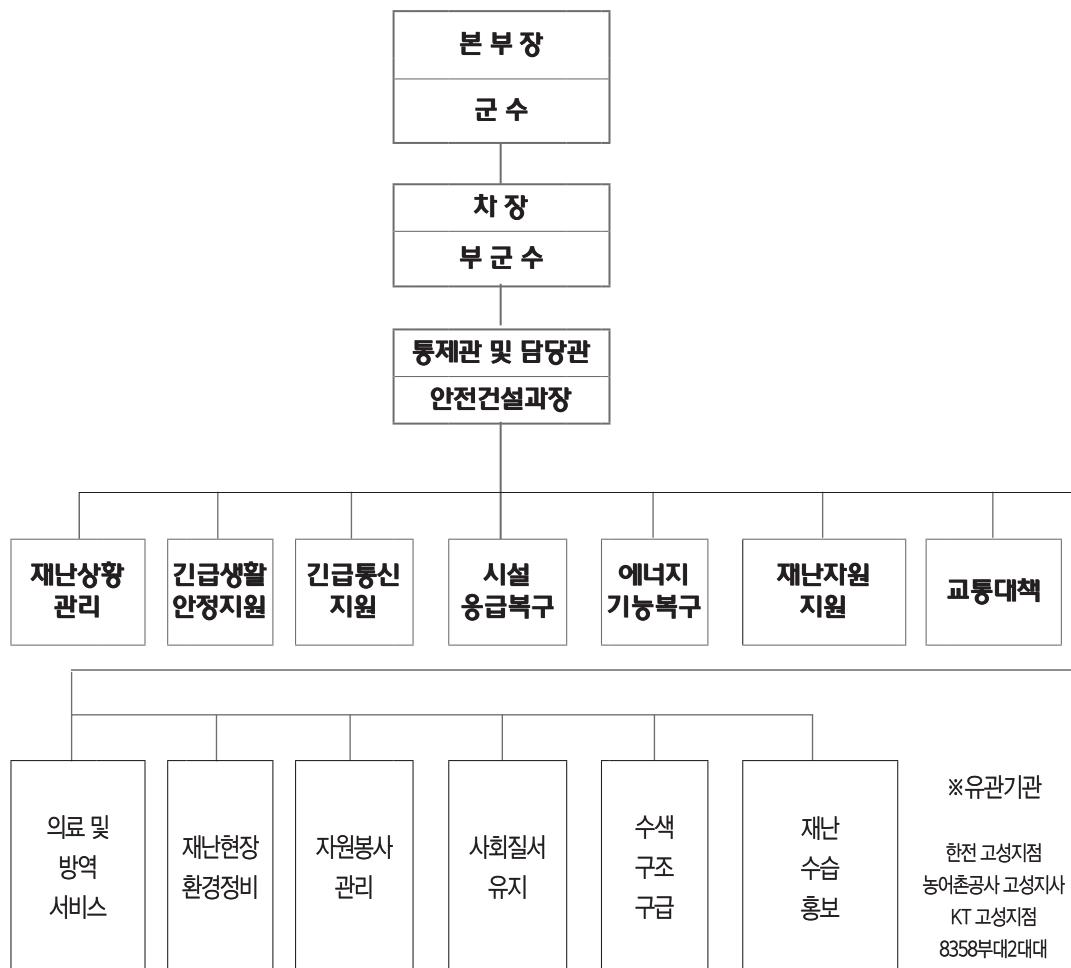 본 부 장
군 수
차 장
부 군 수
통제관 및 담당관
안전건설과장
재난상황
관리
긴급생활
안정지원
긴급통신
지원
시설
응급복구
에너지
기능복구
재난자원
지원
교통대책
의료 및
방역
서비스
재난현장
환경정비
자원봉사
관리
사회질서
유지
수색
구조
구급
재난
수습
홍보
※유관기관
한전 고성지점
농어촌공사 고성지사
KT 고성지점
8358부대2대대